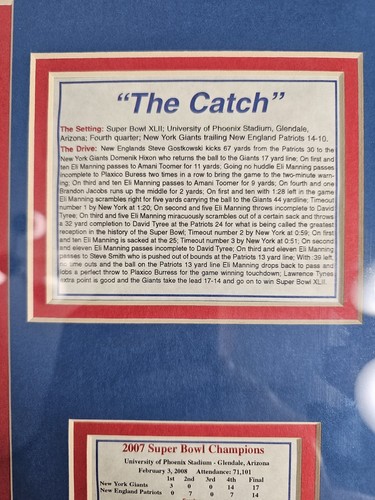 "The Catch"
The Setting: Super Bowl XLII; University of Phoenix Stadium, Glendale,
Arizona; Fourth quarter; New York Giants trailing New England Patriots 14-10.
The Drive: New Englands Steve Gostkowski kicks 67 yards from the Patriots 30 to the
New York Giants Domenik Hixon who returns the ball to the Giants 17 yard line; On first and
ten Eli Manning passes to Amani Toomer for 11 yards; Going no huddle Eli Manning passes
incomplete to Plaxico Buress two times in a row to bring the game to the two-minute warn-
ing; On third and ten Eli Manning passes to Amani Toomer for 9 yards; On fourth and one
Brandon Jacobs runs up the middle for 2 yards; On first and ten with 1:28 left in the game
Eli Manning scrambles right for five yards carrying the ball to the Giants 44 yardline; Timeout
number 1 by New York at 1:20; On second and five Eli Manning throws incomplete to David
Tyree; On third and five Eli Manning miracuously scrambles out of a certain sack and throws
a 32 yard completion to David Tyree at the Patriots 24 for what is being called the greatest
reception in the history of the Super Bowl; Timeout number 2 by New York at 0:59; On first
and ten Eli Manning is sacked at the 25; Timeout number 3 by New York at 0:51; On second
and eleven Eli Manning passes incomplete to David Tyree; On third and eleven Eli Manning
passes to Steve Smith who is pushed out of bounds at the Patriots 13 yard line; With :39 left,
no time outs and the ball on the Patriots 13 yard line Eli Manning drops back to pass and
lobs a perfect throw to Plaxico Burress for the game winning touchdown; Lawrence Tynes
extra point is good and the Giants take the lead 17-14 and go on to win Super Bowl XLII.
2007 Super Bowl Champions
University of Phoenix Stadium - Glendale, Arizona
February 3, 2008 Attendance: 71,101
1st 2nd 3rd 4th Final
New York Giants 3 0 0 14 17
New England Patriots 0 7 0 7 14